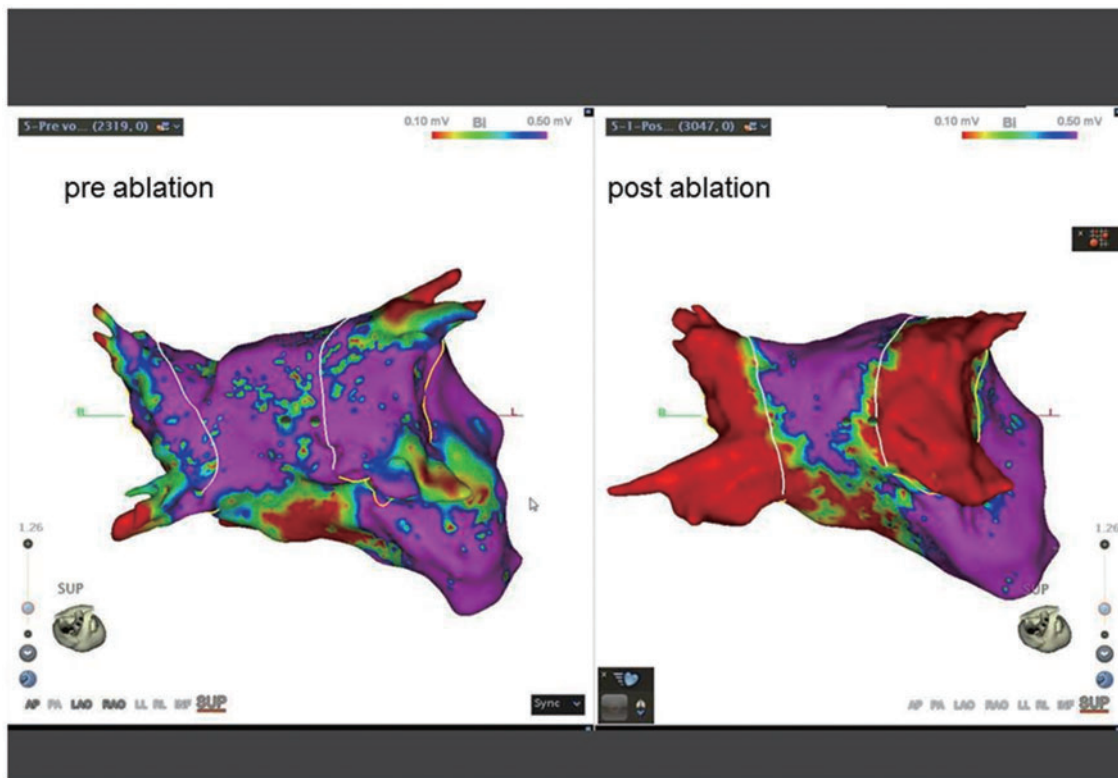 5-Pre vo... (2319, 0)
0.10 mV Bi 0.50 mV
pre ablation
R
L
1.26
SUP
AP PA LAO RAO LL RL INF SUP
Sync
5-1-Pos... (3047, 0)
0.10 mV Bi 0.50 mV
post ablation
R
L
1.26
SUP
AP PA LAO RAO LL RL INF SUP